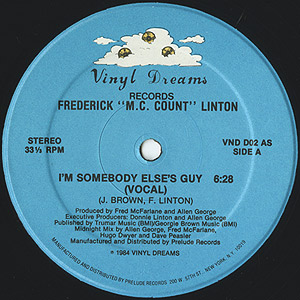 Vinyl Dreams
RECORDS
FREDERICK "M.C. COUNT" LINTON
STEREO
33⅓ RPM
VND D02 AS
SIDE A
I'M SOMEBODY ELSE'S GUY 6:28
(VOCAL)
(J. BROWN, F. LINTON)
Produced by Fred McFarlane and Allen George
Executive Producers: Donnie Linton and Allen George
Published by Trumar Music (BMI)/Georgie Brown Music (BMI)
Midnight Mix by Allen George, Fred McFarlane,
Hugo Dwyer and Dave Peasler
Manufactured and Distributed by Prelude Records
℗ 1984 VINYL DREAMS
MANUFACTURED AND DISTRIBUTED BY PRELUDE RECORDS 200 W. 57TH ST. NEW YORK, N.Y. 10019